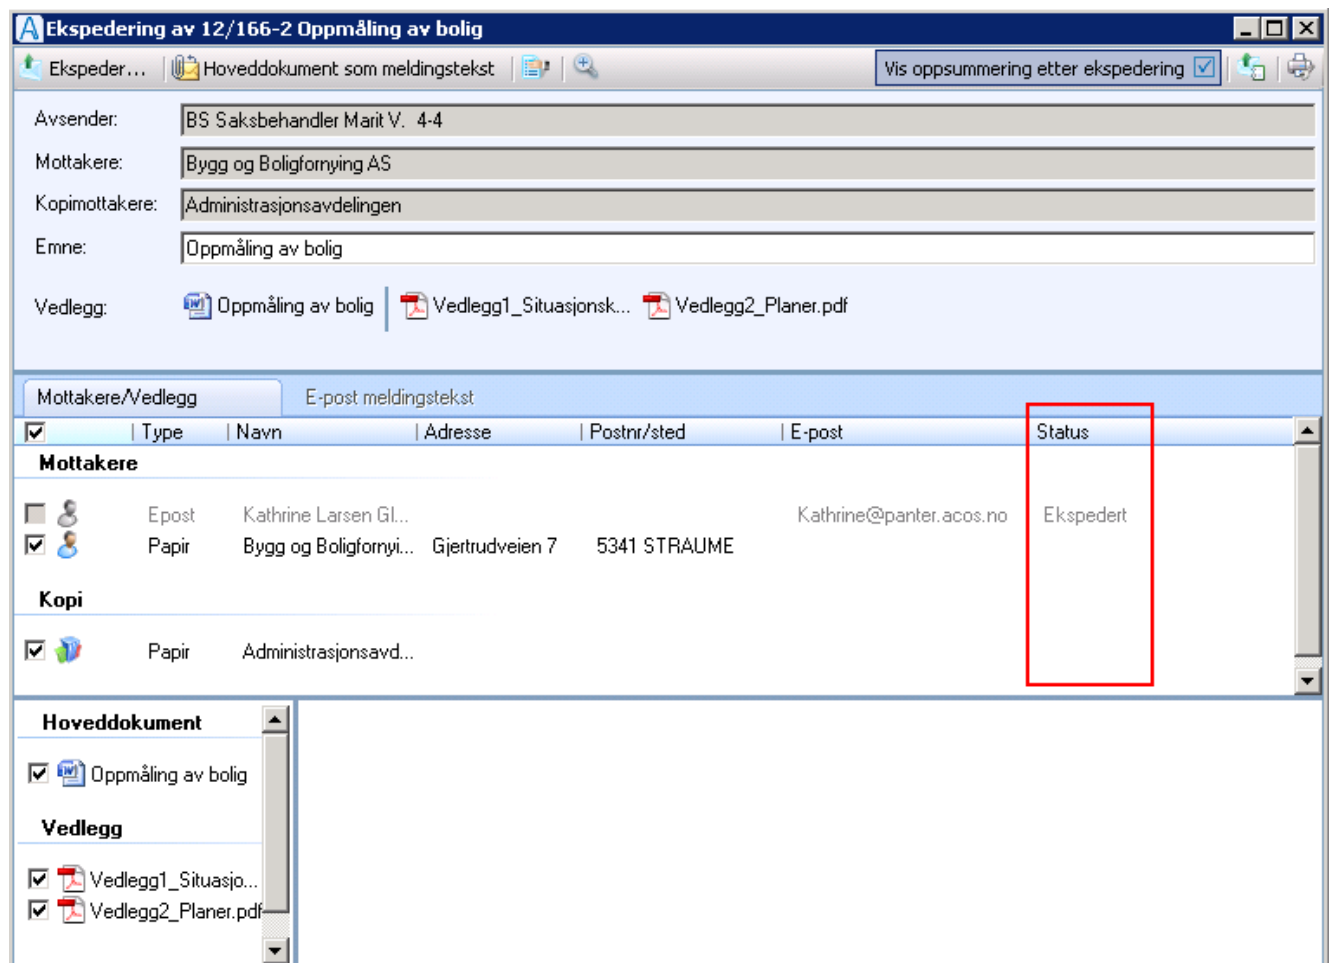 Ekspedering av 12/166-2 Oppmåling av bolig
Ekspeder... Hoveddokument som meldingstekst Vis oppsummering etter ekspedering
Avsender: BS Saksbehandler Marit V. 4-4
Mottakere: Bygg og Boligfornying AS
Kopimottakere: Administrasjonsavdelingen
Emne: Oppmåling av bolig
Vedlegg: Oppmåling av bolig Vedlegg1_Situasjonsk... Vedlegg2_Planer.pdf
Mottakere/Vedlegg E-post meldingstekst
Type Navn Adresse Postnr/sted E-post Status
Mottakere
Epost Kathrine Larsen Gl... Kathrine@panter.acos.no Ekspedert
Papir Bygg og Boligfornyi... Gjertrudveien 7 5341 STRAUME
Kopi
Papir Administrasjonsavd...
Hoveddokument
Oppmåling av bolig
Vedlegg
Vedlegg1_Situasjo...
Vedlegg2_Planer.pdf